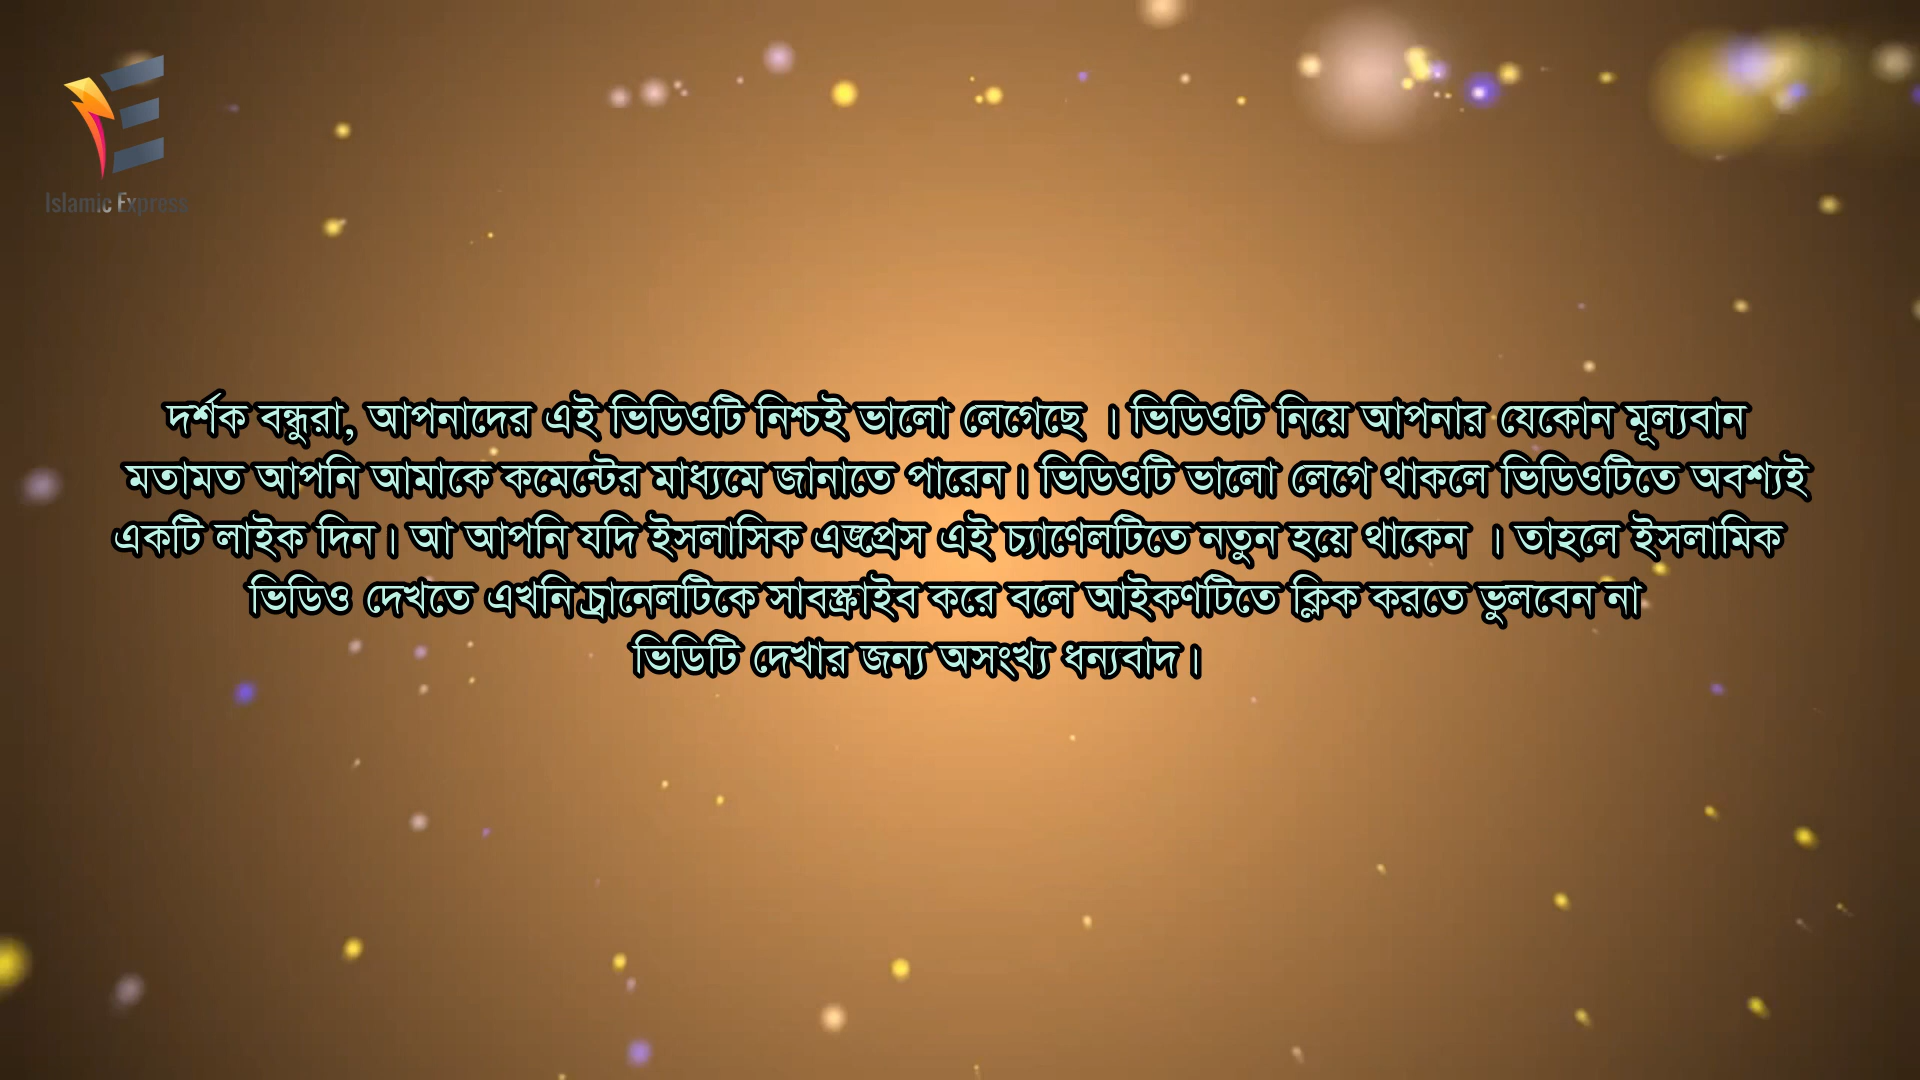 Islamic Express
দর্শক বন্ধুরা, আপনাদের এই ভিডিওটি নিশ্চই ভালো লেগেছে । ভিডিওটি নিয়ে আপনার যেকোন মূল্যবান
মতামত আপনি আমাকে কমেন্টের মাধ্যমে জানাতে পারেন। ভিডিওটি ভালো লেগে থাকলে ভিডিওটিতে অবশ্যই
একটি লাইক দিন। আ আপনি যদি ইসলাসিক এক্সপ্রেস এই চ্যাণেলটিতে নতুন হয়ে থাকেন । তাহলে ইসলামিক
ভিডিও দেখতে এখনি চ্রানেলটিকে সাবস্ক্রাইব করে বলে আইকণটিতে ক্লিক করতে ভুলবেন না
ভিডিটি দেখার জন্য অসংখ্য ধন্যবাদ।